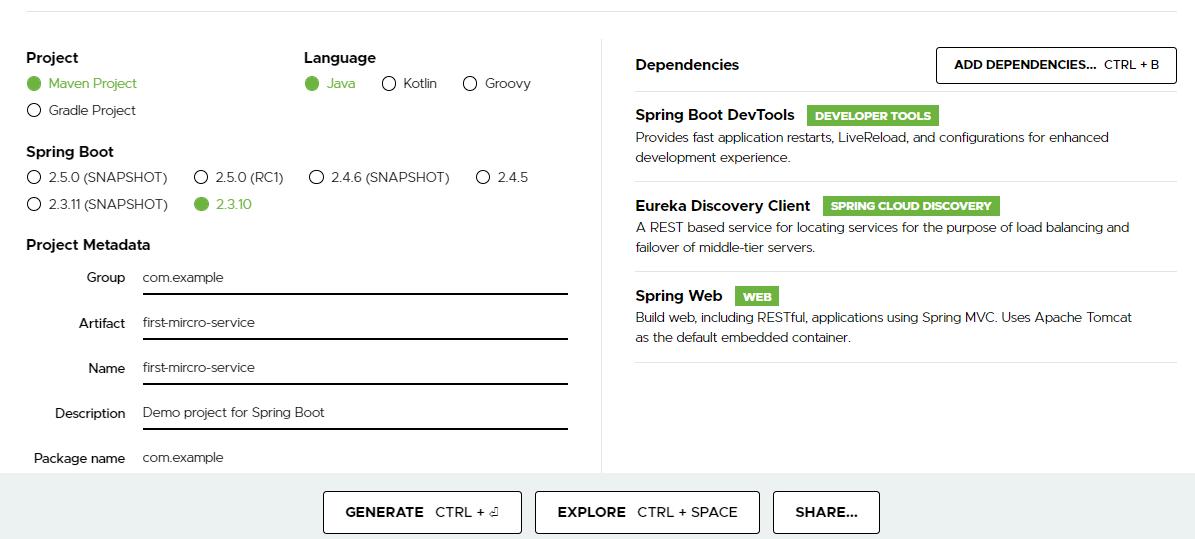 Project
Maven Project
Gradle Project
Language
Java Kotlin Groovy
Spring Boot
2.5.0 (SNAPSHOT) 2.5.0 (RC1) 2.4.6 (SNAPSHOT) 2.4.5
2.3.11 (SNAPSHOT) 2.3.10
Project Metadata
Group com.example
Artifact first-mircro-service
Name first-mircro-service
Description Demo project for Spring Boot
Package name com.example
Dependencies ADD DEPENDENCIES... CTRL + B
Spring Boot DevTools DEVELOPER TOOLS
Provides fast application restarts, LiveReload, and configurations for enhanced
development experience.
Eureka Discovery Client SPRING CLOUD DISCOVERY
A REST based service for locating services for the purpose of load balancing and
failover of middle-tier servers.
Spring Web WEB
Build web, including RESTful, applications using Spring MVC. Uses Apache Tomcat
as the default embedded container.
GENERATE CTRL + ⏎ EXPLORE CTRL + SPACE SHARE...